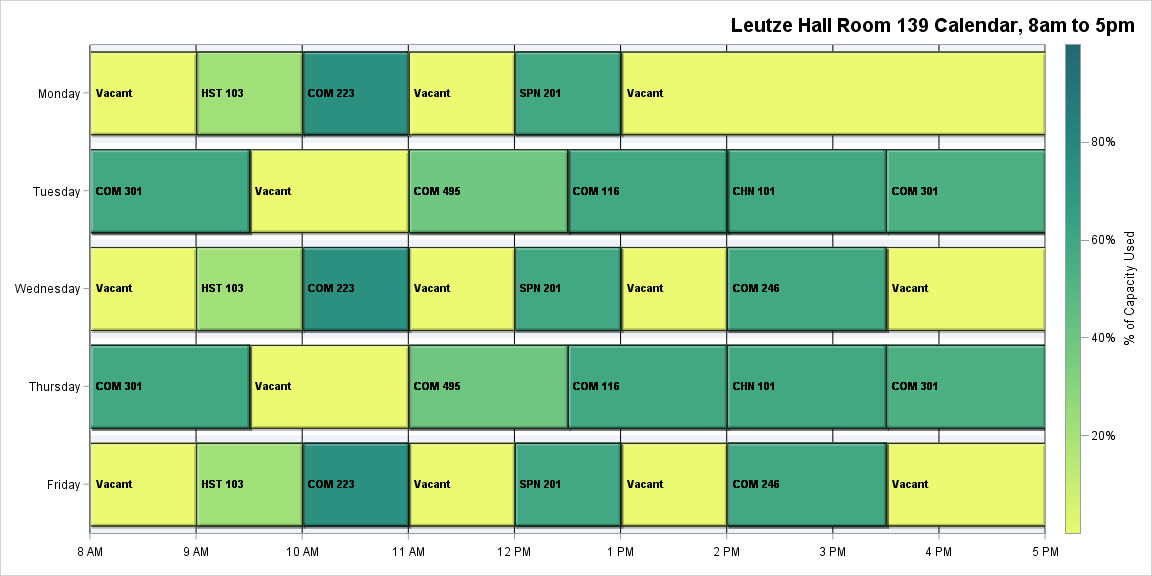 Leutze Hall Room 139 Calendar, 8am to 5pm
Monday
Vacant
HST 103
COM 223
Vacant
SPN 201
Vacant
Tuesday
COM 301
Vacant
COM 495
COM 116
CHN 101
COM 301
Wednesday
Vacant
HST 103
COM 223
Vacant
SPN 201
Vacant
COM 246
Vacant
Thursday
COM 301
Vacant
COM 495
COM 116
CHN 101
COM 301
Friday
Vacant
HST 103
COM 223
Vacant
SPN 201
Vacant
COM 246
Vacant
8 AM
9 AM
10 AM
11 AM
12 PM
1 PM
2 PM
3 PM
4 PM
5 PM
80%
60%
40%
20%
% of Capacity Used